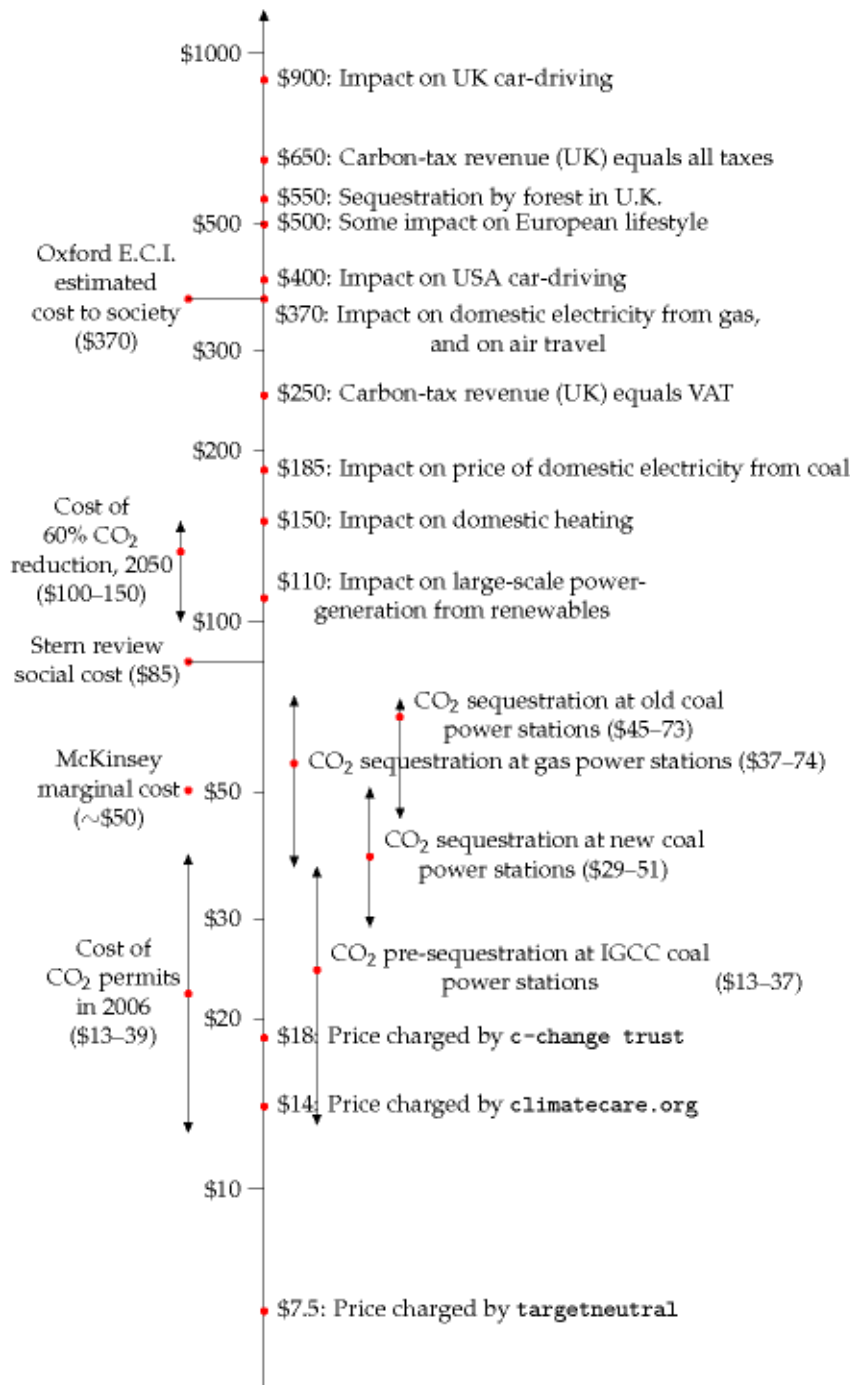 $1000
$900: Impact on UK car-driving
$650: Carbon-tax revenue (UK) equals all taxes
$550: Sequestration by forest in U.K.
$500
$500: Some impact on European lifestyle
Oxford E.C.I.
estimated
cost to society
($370)
$400: Impact on USA car-driving
$370: Impact on domestic electricity from gas,
and on air travel
$300
$250: Carbon-tax revenue (UK) equals VAT
$200
$185: Impact on price of domestic electricity from coal
Cost of
60% CO₂
reduction, 2050
($100–150)
$150: Impact on domestic heating
$110: Impact on large-scale power-
generation from renewables
$100
Stern review
social cost ($85)
CO₂ sequestration at old coal
power stations ($45–73)
CO₂ sequestration at gas power stations ($37–74)
McKinsey
marginal cost
(∼$50)
$50
CO₂ sequestration at new coal
power stations ($29–51)
$30
Cost of
CO₂ permits
in 2006
($13–39)
CO₂ pre-sequestration at IGCC coal
power stations ($13–37)
$20
$18: Price charged by c-change trust
$14: Price charged by climatecare.org
$10
$7.5: Price charged by targetneutral